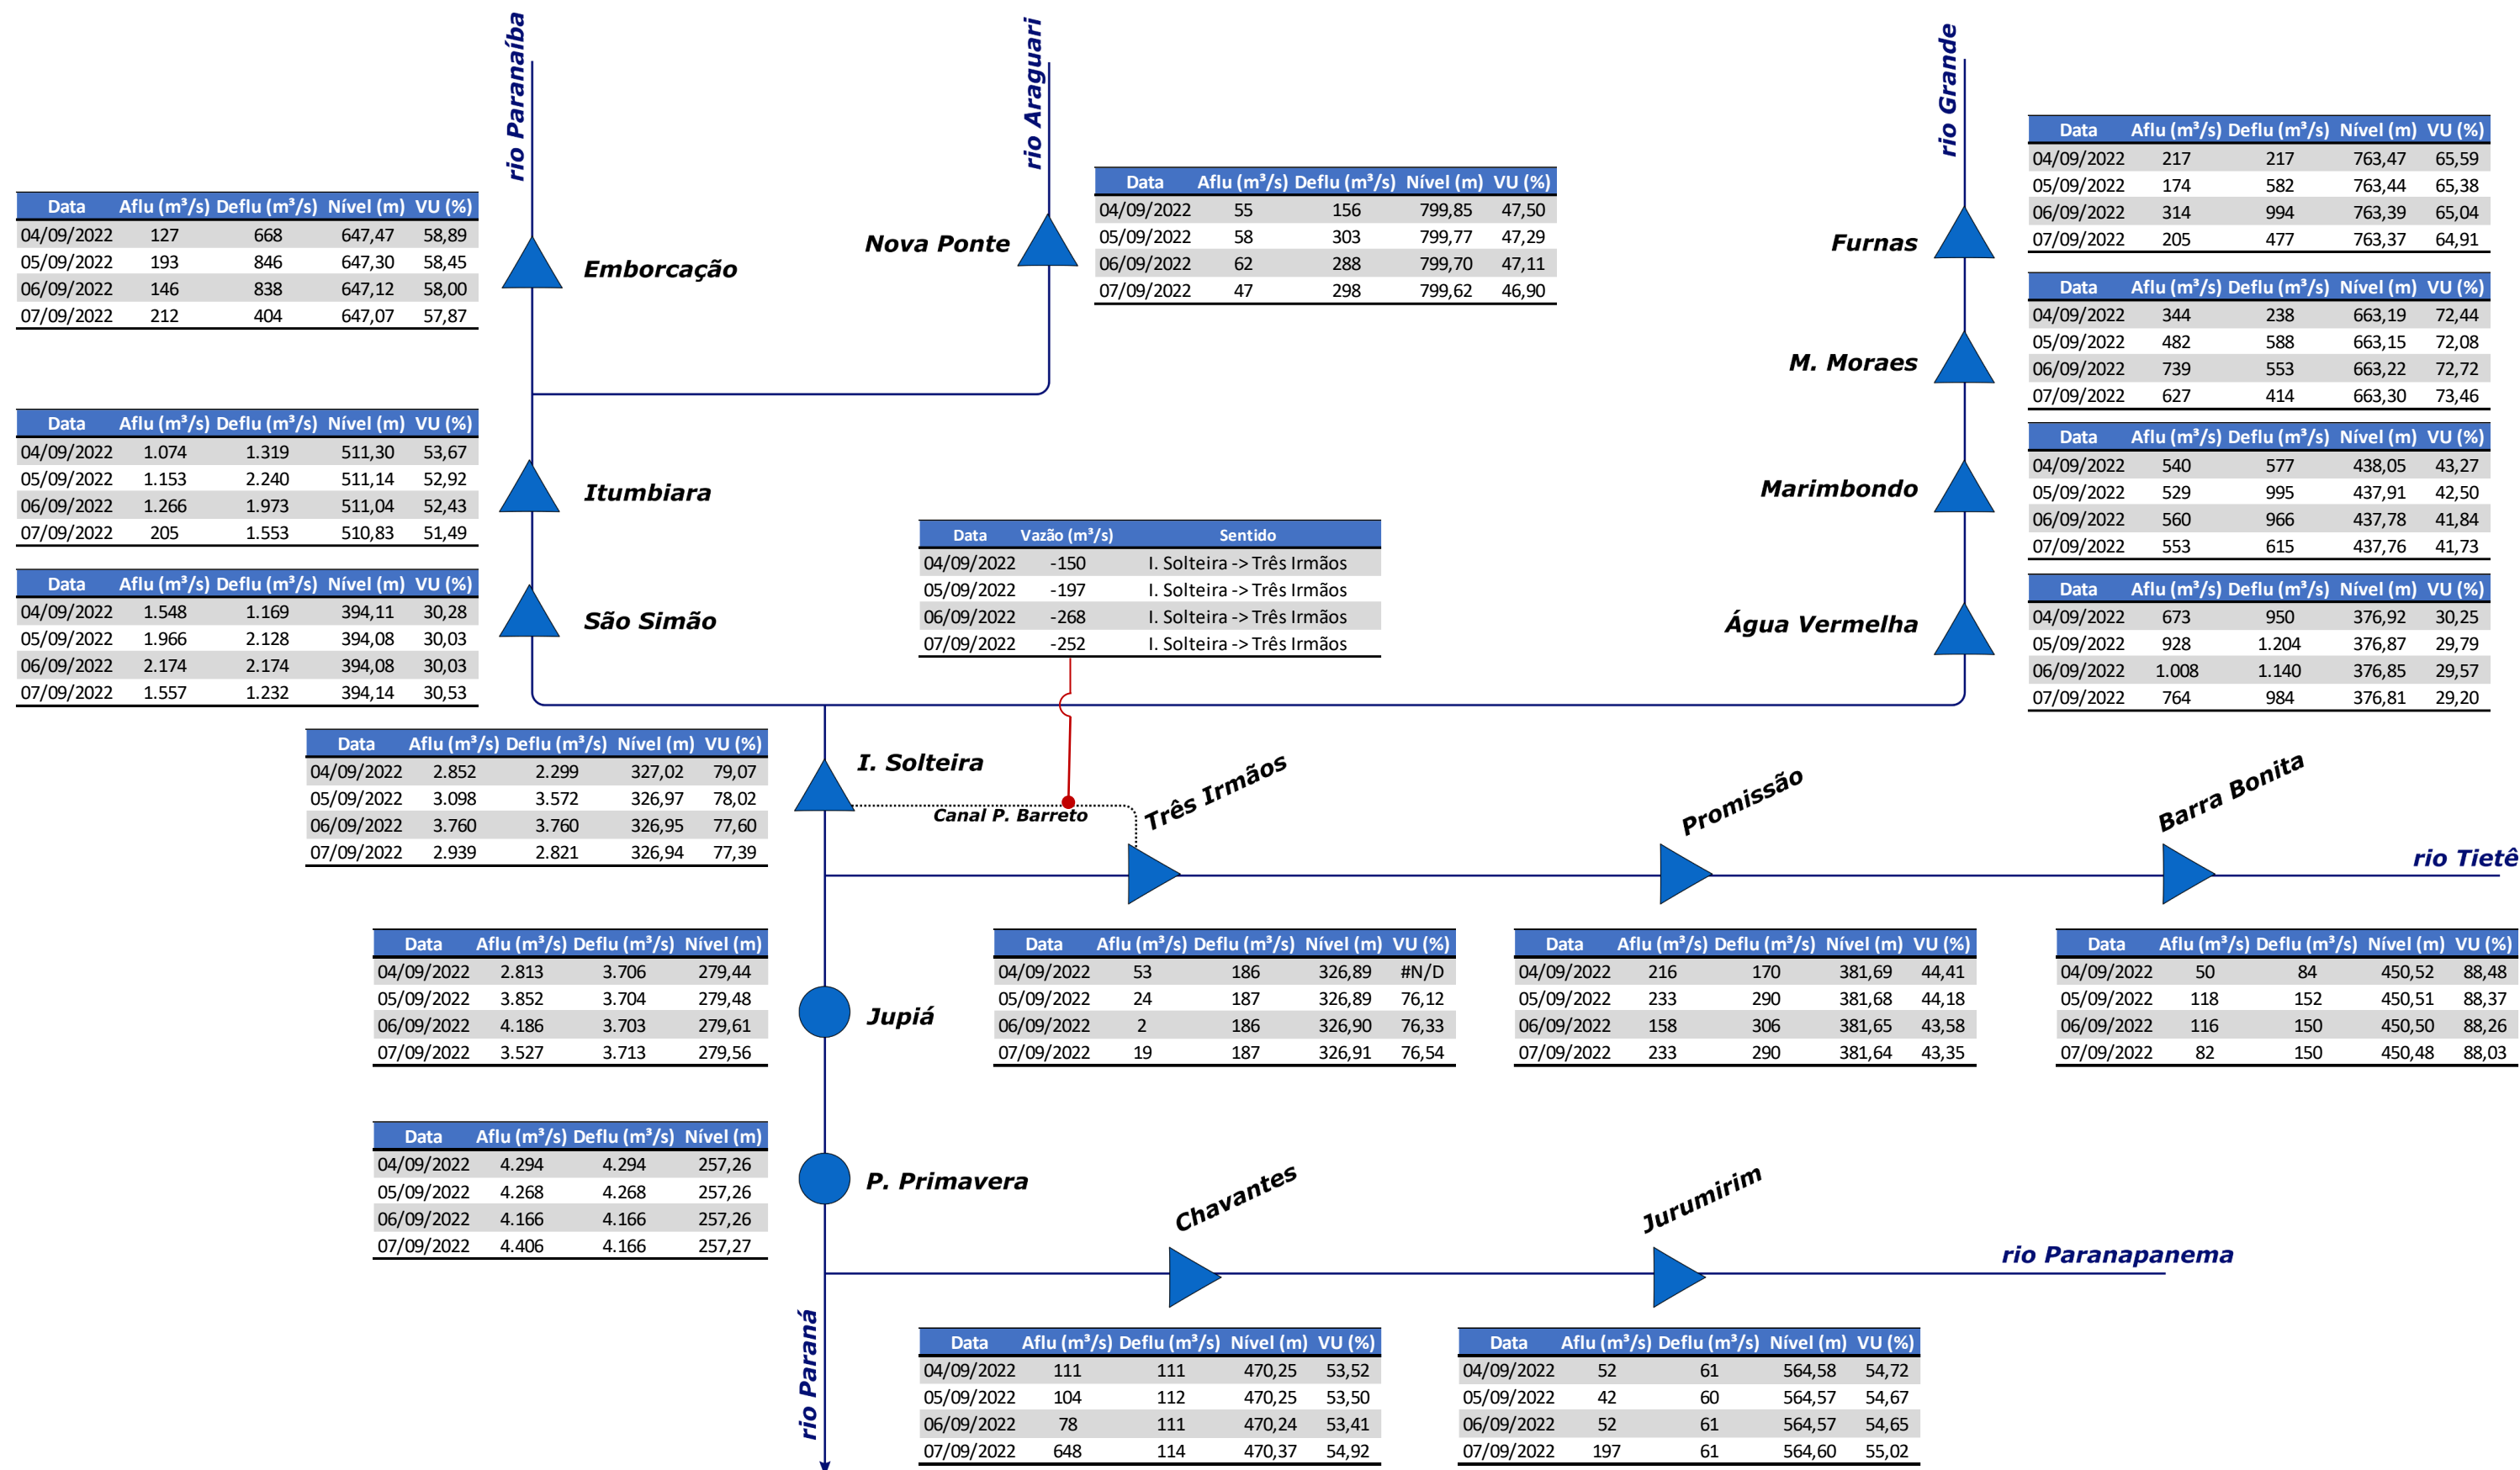 rio Paranaíba
rio Araguari
rio Grande
Data Aflu (m³/s) Deflu (m³/s) Nível (m) VU (%)
04/09/2022 127 668 647,47 58,89
05/09/2022 193 846 647,30 58,45
06/09/2022 146 838 647,12 58,00
07/09/2022 212 404 647,07 57,87
Emborcação
Nova Ponte
Data Aflu (m³/s) Deflu (m³/s) Nível (m) VU (%)
04/09/2022 55 156 799,85 47,50
05/09/2022 58 303 799,77 47,29
06/09/2022 62 288 799,70 47,11
07/09/2022 47 298 799,62 46,90
Furnas
Data Aflu (m³/s) Deflu (m³/s) Nível (m) VU (%)
04/09/2022 217 217 763,47 65,59
05/09/2022 174 582 763,44 65,38
06/09/2022 314 994 763,39 65,04
07/09/2022 205 477 763,37 64,91
M. Moraes
Data Aflu (m³/s) Deflu (m³/s) Nível (m) VU (%)
04/09/2022 344 238 663,19 72,44
05/09/2022 482 588 663,15 72,08
06/09/2022 739 553 663,22 72,72
07/09/2022 627 414 663,30 73,46
Data Aflu (m³/s) Deflu (m³/s) Nível (m) VU (%)
04/09/2022 1.074 1.319 511,30 53,67
05/09/2022 1.153 2.240 511,14 52,92
06/09/2022 1.266 1.973 511,04 52,43
07/09/2022 205 1.553 510,83 51,49
Itumbiara
Marimbondo
Data Aflu (m³/s) Deflu (m³/s) Nível (m) VU (%)
04/09/2022 540 577 438,05 43,27
05/09/2022 529 995 437,91 42,50
06/09/2022 560 966 437,78 41,84
07/09/2022 553 615 437,76 41,73
Data Aflu (m³/s) Deflu (m³/s) Nível (m) VU (%)
04/09/2022 1.548 1.169 394,11 30,28
05/09/2022 1.966 2.128 394,08 30,03
06/09/2022 2.174 2.174 394,08 30,03
07/09/2022 1.557 1.232 394,14 30,53
São Simão
Data Vazão (m³/s) Sentido
04/09/2022 -150 I. Solteira -> Três Irmãos
05/09/2022 -197 I. Solteira -> Três Irmãos
06/09/2022 -268 I. Solteira -> Três Irmãos
07/09/2022 -252 I. Solteira -> Três Irmãos
Água Vermelha
Data Aflu (m³/s) Deflu (m³/s) Nível (m) VU (%)
04/09/2022 673 950 376,92 30,25
05/09/2022 928 1.204 376,87 29,79
06/09/2022 1.008 1.140 376,85 29,57
07/09/2022 764 984 376,81 29,20
Data Aflu (m³/s) Deflu (m³/s) Nível (m) VU (%)
04/09/2022 2.852 2.299 327,02 79,07
05/09/2022 3.098 3.572 326,97 78,02
06/09/2022 3.760 3.760 326,95 77,60
07/09/2022 2.939 2.821 326,94 77,39
I. Solteira
Canal P. Barreto
Três Irmãos
Promissão
Barra Bonita
rio Tietê
Data Aflu (m³/s) Deflu (m³/s) Nível (m)
04/09/2022 2.813 3.706 279,44
05/09/2022 3.852 3.704 279,48
06/09/2022 4.186 3.703 279,61
07/09/2022 3.527 3.713 279,56
Jupiá
Data Aflu (m³/s) Deflu (m³/s) Nível (m) VU (%)
04/09/2022 53 186 326,89 #N/D
05/09/2022 24 187 326,89 76,12
06/09/2022 2 186 326,90 76,33
07/09/2022 19 187 326,91 76,54
Data Aflu (m³/s) Deflu (m³/s) Nível (m) VU (%)
04/09/2022 216 170 381,69 44,41
05/09/2022 233 290 381,68 44,18
06/09/2022 158 306 381,65 43,58
07/09/2022 233 290 381,64 43,35
Data Aflu (m³/s) Deflu (m³/s) Nível (m) VU (%)
04/09/2022 50 84 450,52 88,48
05/09/2022 118 152 450,51 88,37
06/09/2022 116 150 450,50 88,26
07/09/2022 82 150 450,48 88,03
Data Aflu (m³/s) Deflu (m³/s) Nível (m)
04/09/2022 4.294 4.294 257,26
05/09/2022 4.268 4.268 257,26
06/09/2022 4.166 4.166 257,26
07/09/2022 4.406 4.166 257,27
P. Primavera
Chavantes
Jurumirim
rio Paranapanema
rio Paraná
Data Aflu (m³/s) Deflu (m³/s) Nível (m) VU (%)
04/09/2022 111 111 470,25 53,52
05/09/2022 104 112 470,25 53,50
06/09/2022 78 111 470,24 53,41
07/09/2022 648 114 470,37 54,92
Data Aflu (m³/s) Deflu (m³/s) Nível (m) VU (%)
04/09/2022 52 61 564,58 54,72
05/09/2022 42 60 564,57 54,67
06/09/2022 52 61 564,57 54,65
07/09/2022 197 61 564,60 55,02